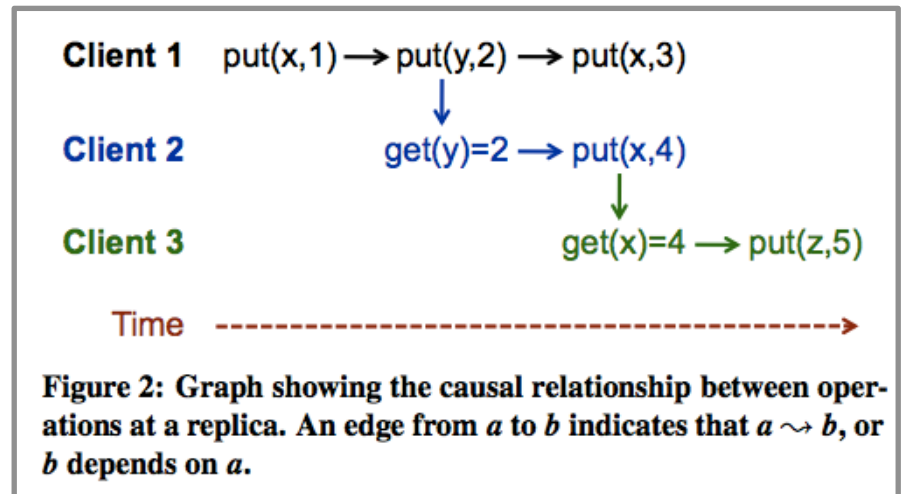 Client 1 put(x,1) → put(y,2) → put(x,3)
Client 2 get(y)=2 → put(x,4)
Client 3 get(x)=4 → put(z,5)
Time
Figure 2: Graph showing the causal relationship between oper-
ations at a replica. An edge from a to b indicates that a ⇝ b, or
b depends on a.